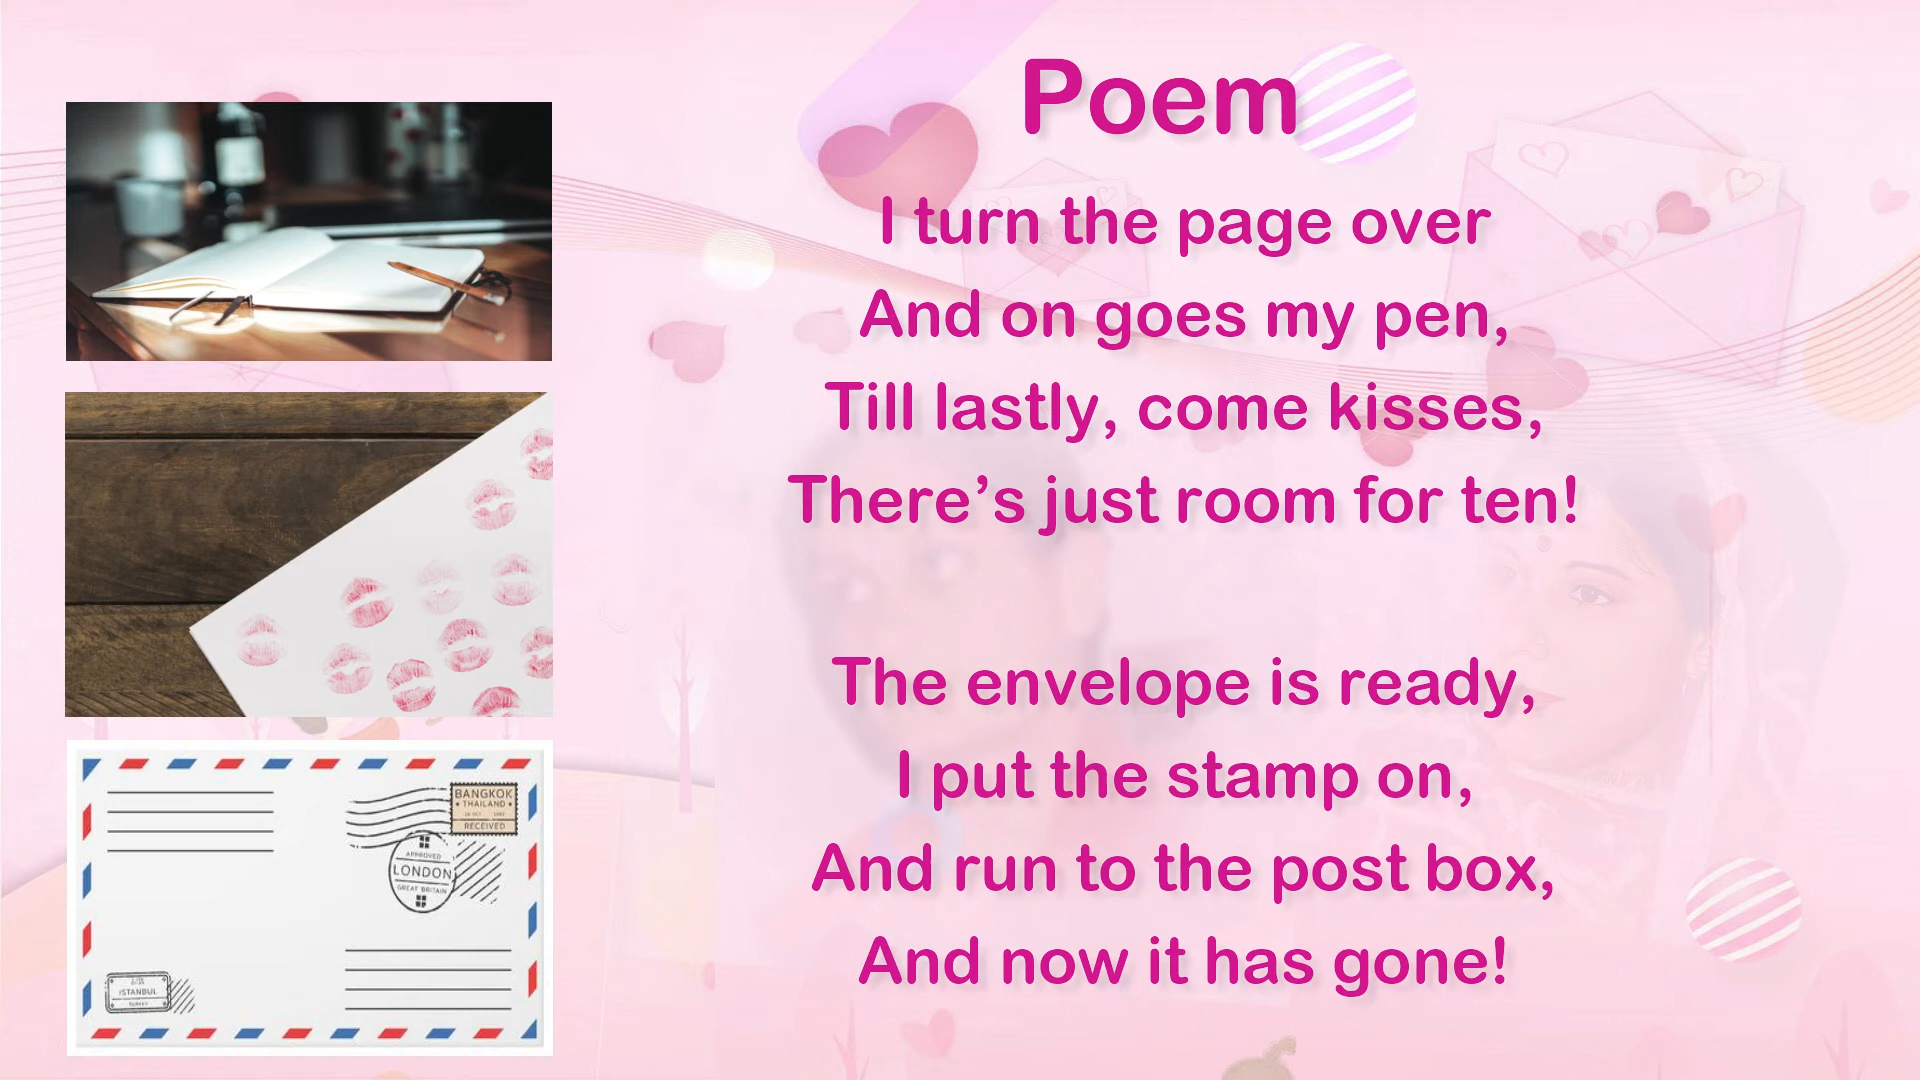 Poem
I turn the page over
And on goes my pen,
Till lastly, come kisses,
There’s just room for ten!
The envelope is ready,
I put the stamp on,
And run to the post box,
And now it has gone!
BANGKOK
THAILAND
RECEIVED
APPROVED
LONDON
GREAT BRITAIN
ISTANBUL